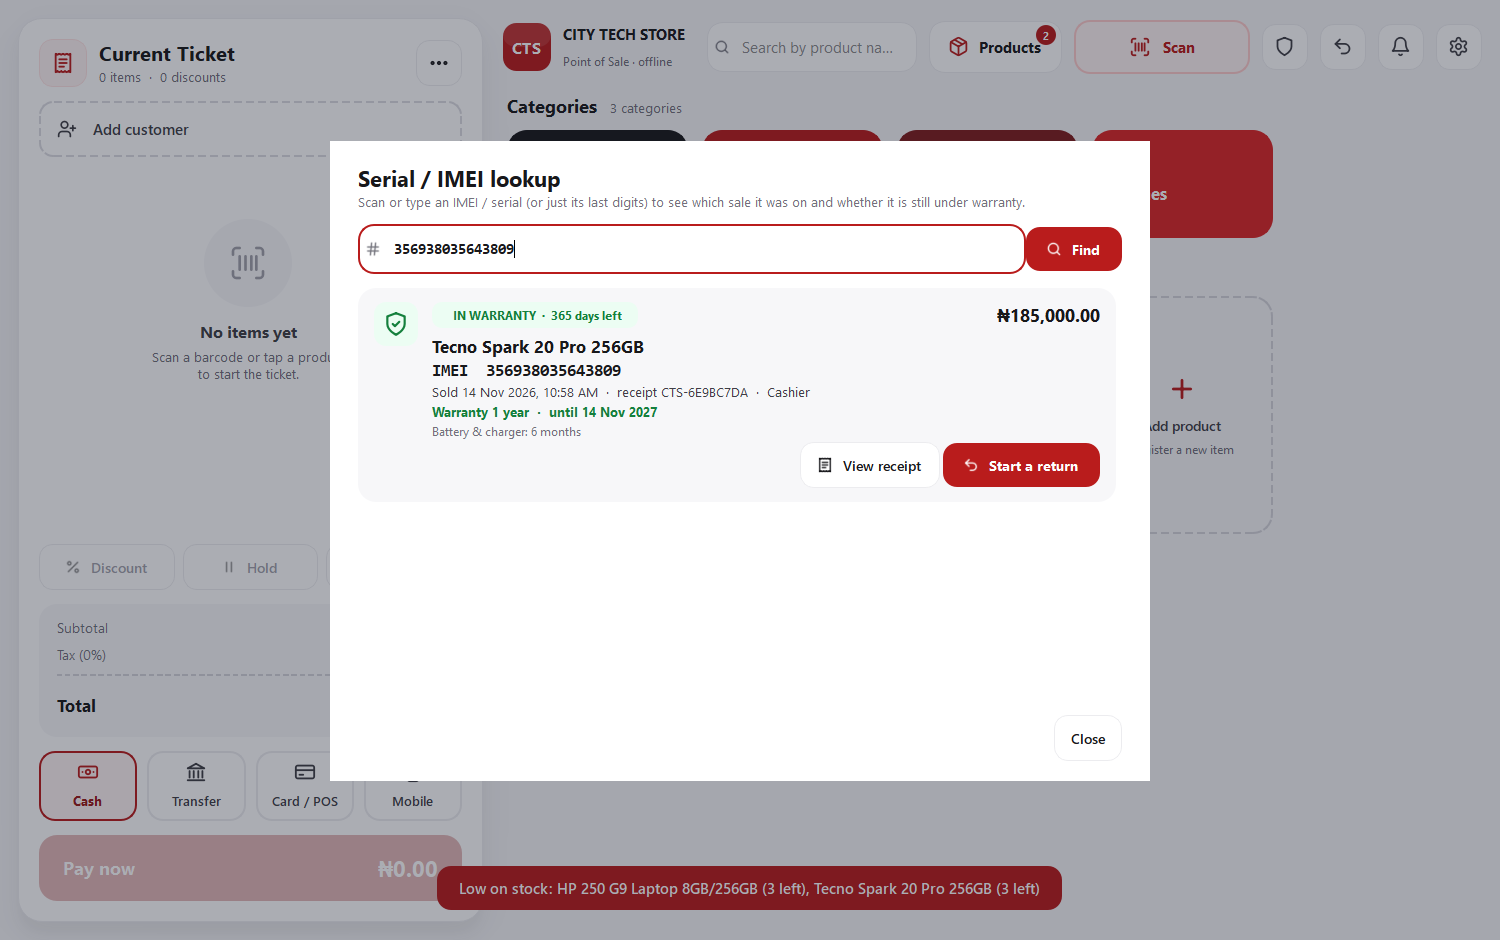 Current Ticket
0 items · 0 discounts
Add customer
No items yet
Scan a barcode or tap a produ
to start the ticket.
Discount
Hold
Subtotal
Tax (0%)
Total
Cash
Transfer
Card / POS
Mobile
Pay now ₦0.00
CTS
CITY TECH STORE
Point of Sale · offline
Search by product na...
Products
2
Scan
Categories 3 categories
es
Add product
ister a new item
Serial / IMEI lookup
Scan or type an IMEI / serial (or just its last digits) to see which sale it was on and whether it is still under warranty.
# 356938035643809
Find
IN WARRANTY · 365 days left
₦185,000.00
Tecno Spark 20 Pro 256GB
IMEI 356938035643809
Sold 14 Nov 2026, 10:58 AM · receipt CTS-6E9BC7DA · Cashier
Warranty 1 year · until 14 Nov 2027
Battery & charger: 6 months
View receipt
Start a return
Close
Low on stock: HP 250 G9 Laptop 8GB/256GB (3 left), Tecno Spark 20 Pro 256GB (3 left)